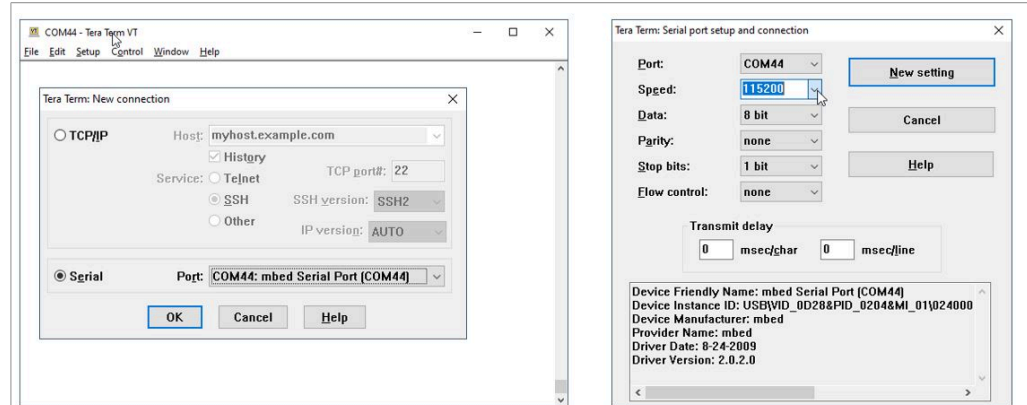 COM44 - Tera Term VT
File Edit Setup Control Window Help
Tera Term: New connection
TCP/IP
Host: myhost.example.com
History
Service: Telnet
TCP port#: 22
SSH
SSH version: SSH2
Other
IP version: AUTO
Serial
Port: COM44: mbed Serial Port (COM44)
OK Cancel Help
Tera Term: Serial port setup and connection
Port: COM44
New setting
Speed: 115200
Data: 8 bit
Cancel
Parity: none
Stop bits: 1 bit
Help
Flow control: none
Transmit delay
0 msec/char 0 msec/line
Device Friendly Name: mbed Serial Port (COM44)
Device Instance ID: USB\VID_0D28&PID_0204&MI_01\024000
Device Manufacturer: mbed
Provider Name: mbed
Driver Date: 8-24-2009
Driver Version: 2.0.2.0